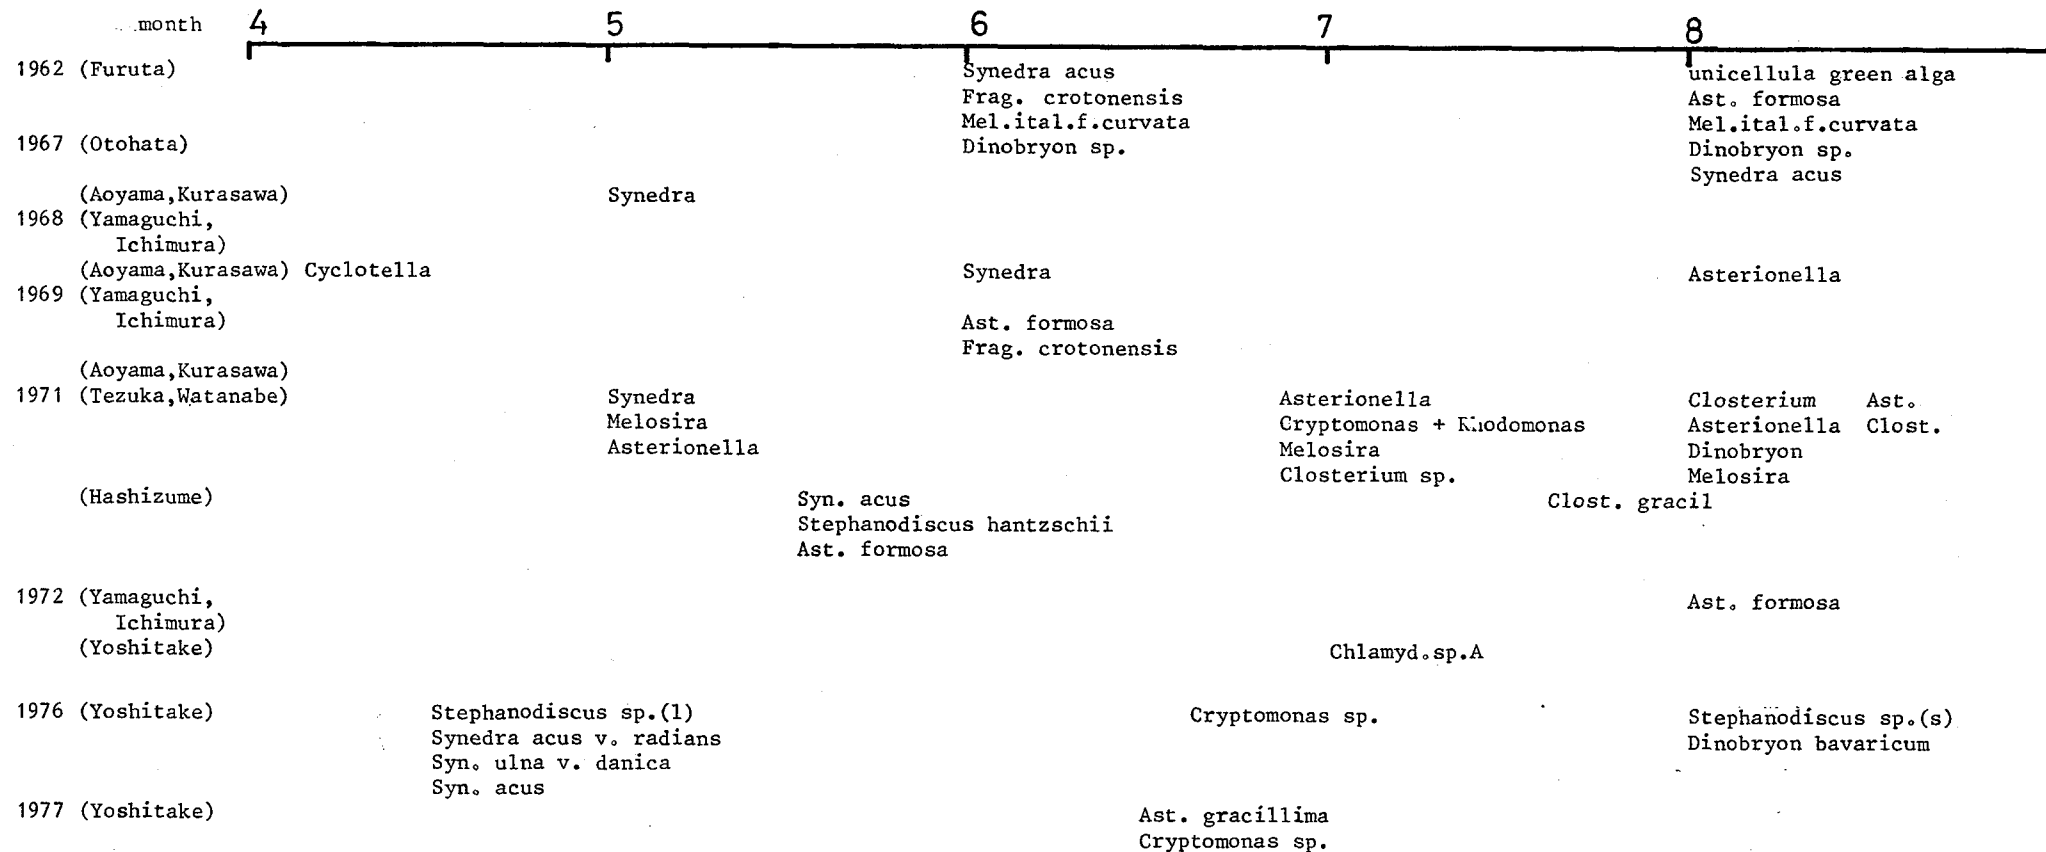 month 4 5 6 7 8
1962 (Furuta) Synedra acus unicellula green alga
Frag. crotonensis Ast. formosa
Mel.ital.f.curvata Mel.ital.f.curvata
1967 (Otohata) Dinobryon sp. Dinobryon sp.
Synedra acus
(Aoyama,Kurasawa) Synedra
1968 (Yamaguchi,
Ichimura)
(Aoyama,Kurasawa) Cyclotella Synedra Asterionella
1969 (Yamaguchi,
Ichimura) Ast. formosa
Frag. crotonensis
(Aoyama,Kurasawa)
1971 (Tezuka,Watanabe) Synedra Asterionella Closterium Ast.
Melosira Cryptomonas + Rhodomonas Asterionella Clost.
Asterionella Melosira Dinobryon
Closterium sp. Melosira
(Hashizume) Syn. acus Clost. gracil
Stephanodiscus hantzschii
Ast. formosa
1972 (Yamaguchi, Ast. formosa
Ichimura)
(Yoshitake) Chlamyd.sp.A
1976 (Yoshitake) Stephanodiscus sp.(l) Cryptomonas sp. Stephanodiscus sp.(s)
Synedra acus v. radians Dinobryon bavaricum
Syn. ulna v. danica
Syn. acus
1977 (Yoshitake) Ast. gracillima
Cryptomonas sp.